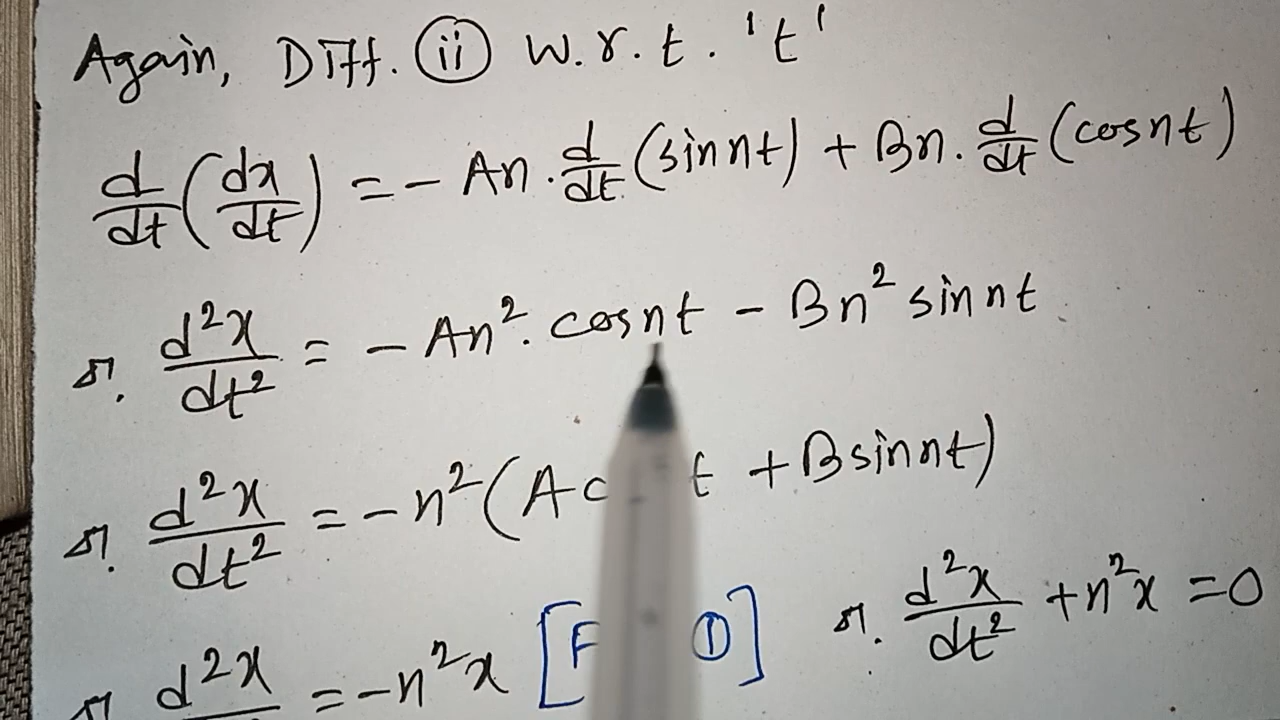 Again, Diff. (ii) w.r.t. 't'
d/dt (dx/dt) = - An . d/dt (sin nt) + Bn . d/dt (cos nt)
or, d²x/dt² = - An² . cos nt - Bn² sin nt
or, d²x/dt² = - n² (A t + B sin nt)
d²x = - n²x [ ① ] or, d²x/dt² + n²x = 0